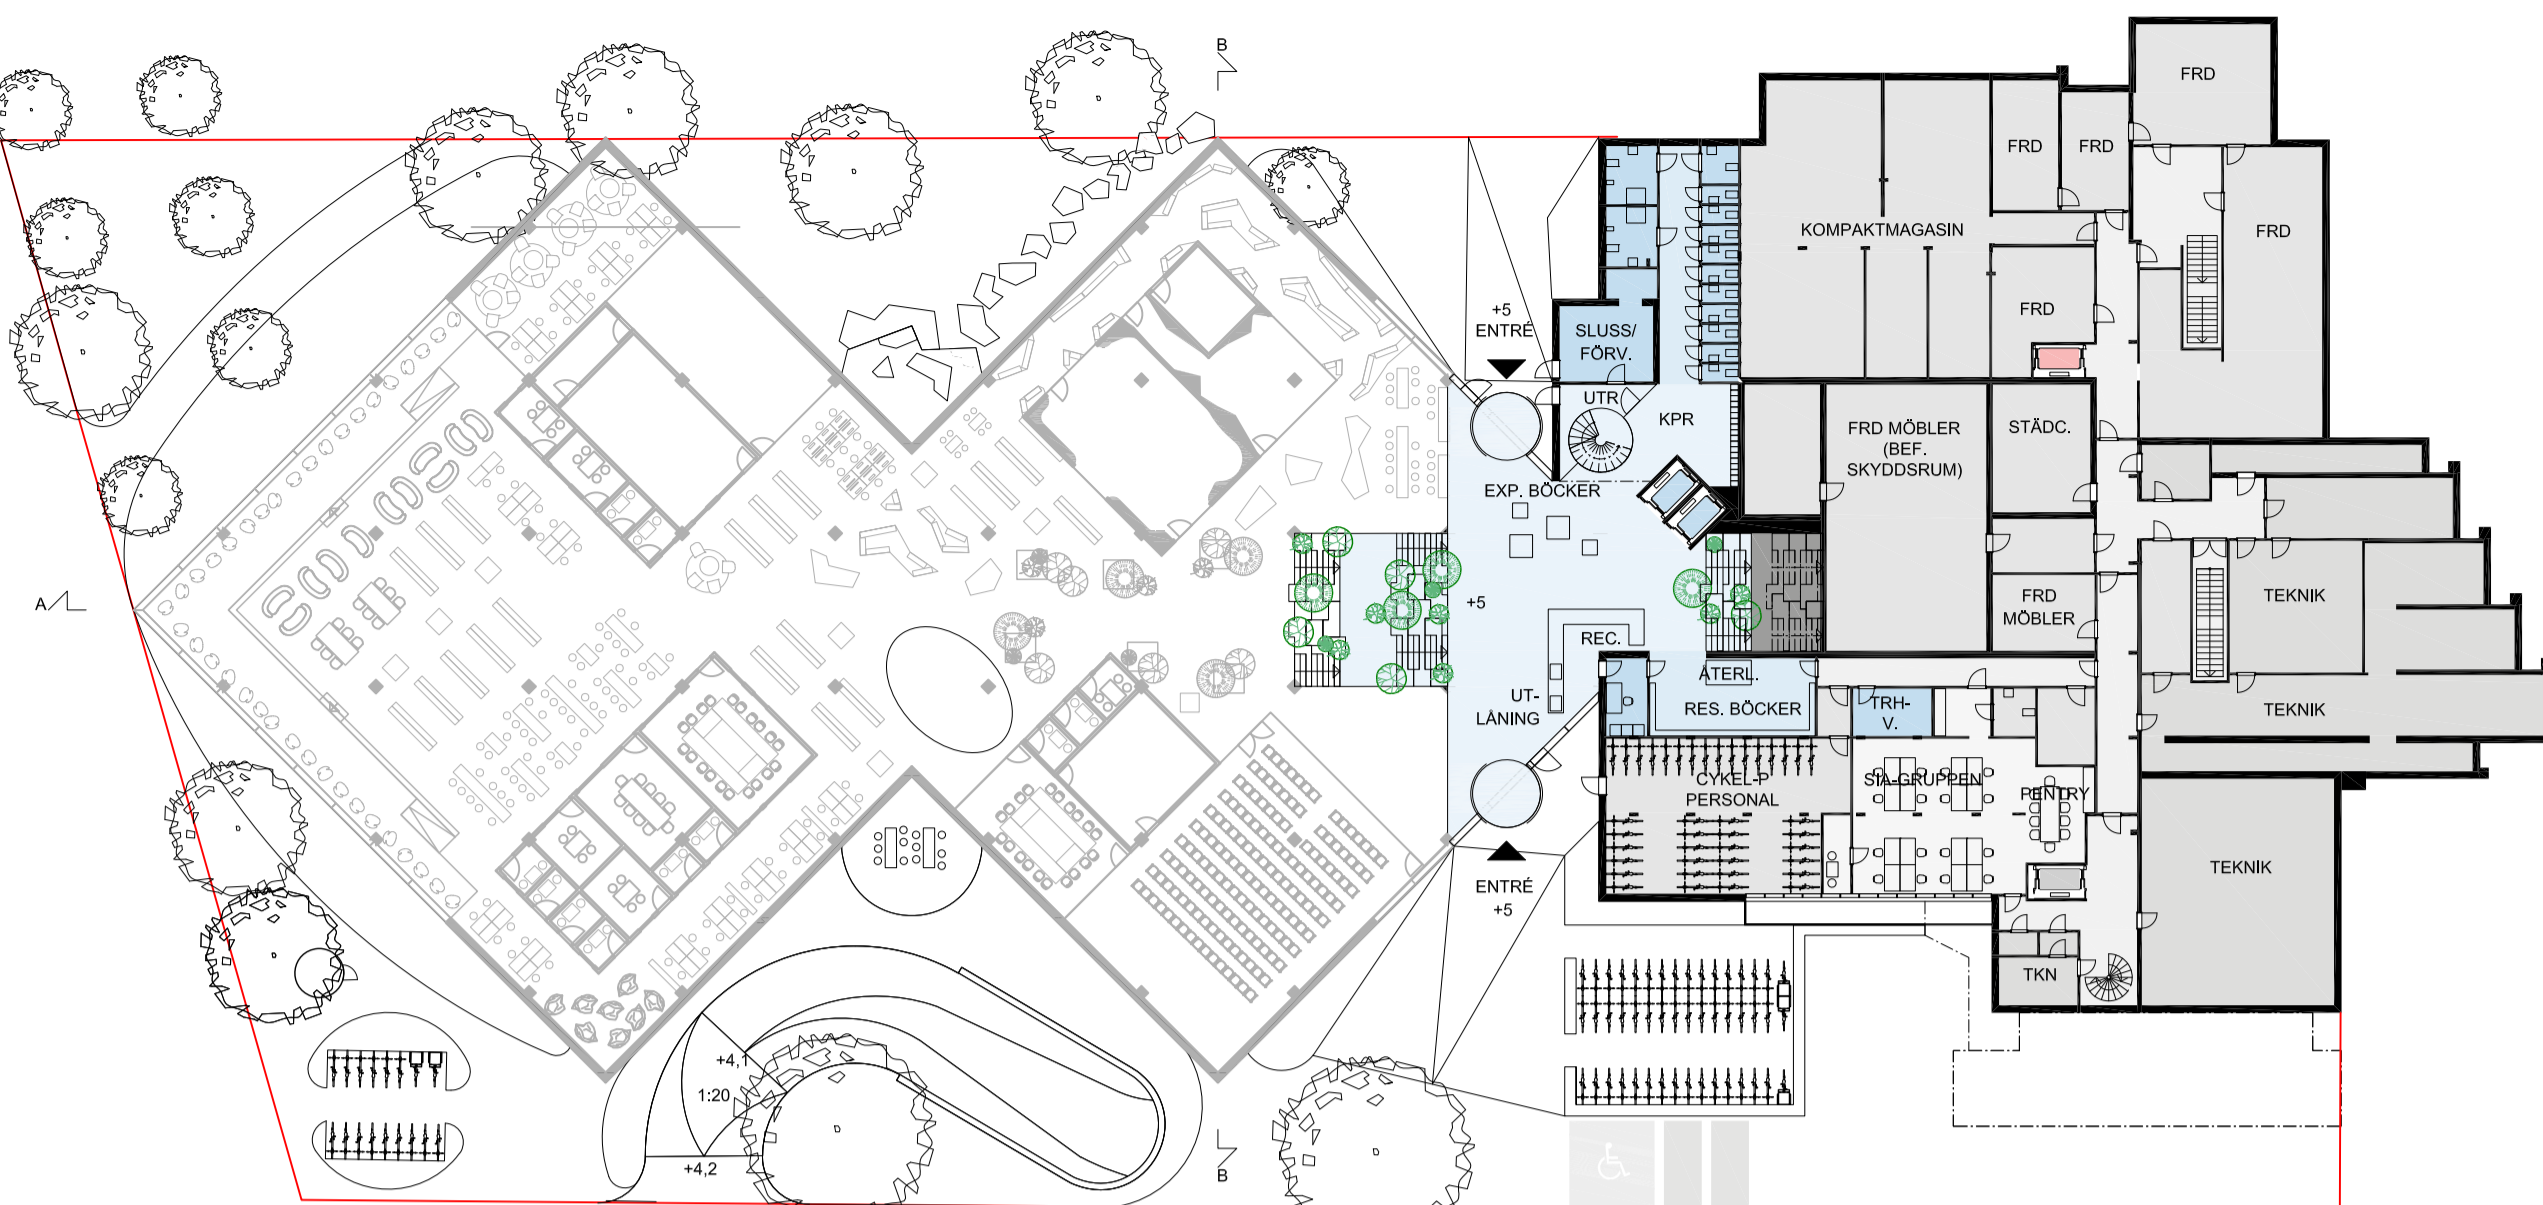 B
FRD
FRD
FRD
KOMPAKTMAGASIN
FRD
+5
ENTRÉ
SLUSS/
FÖRV.
FRD
UTR
KPR
FRD MÖBLER
(BEF.
SKYDDSRUM)
STÄDC.
EXP. BÖCKER
A
+5
FRD
MÖBLER
TEKNIK
REC.
ÅTERL.
UT-
LÅNING
RES. BÖCKER
TRH-
V.
TEKNIK
CYKEL-P
PERSONAL
SIA-GRUPPEN
PENTRY
ENTRÉ
+5
TEKNIK
TKN
+4,1
1:20
+4,2
B